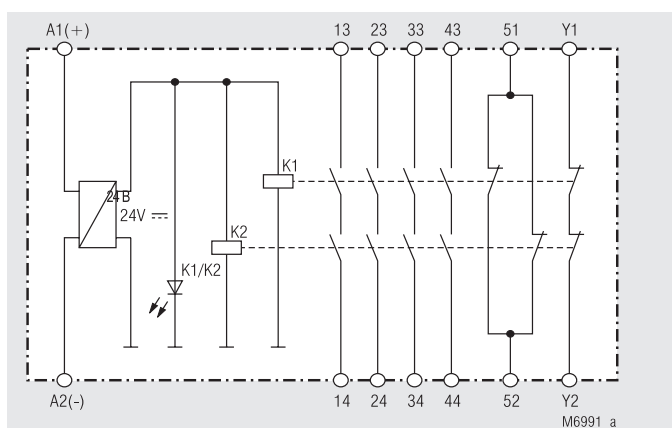 A1(+) 13 23 33 43 51 Y1
K1
24B
24V
K2
K1/K2
A2(-) 14 24 34 44 52 Y2
M6991 a